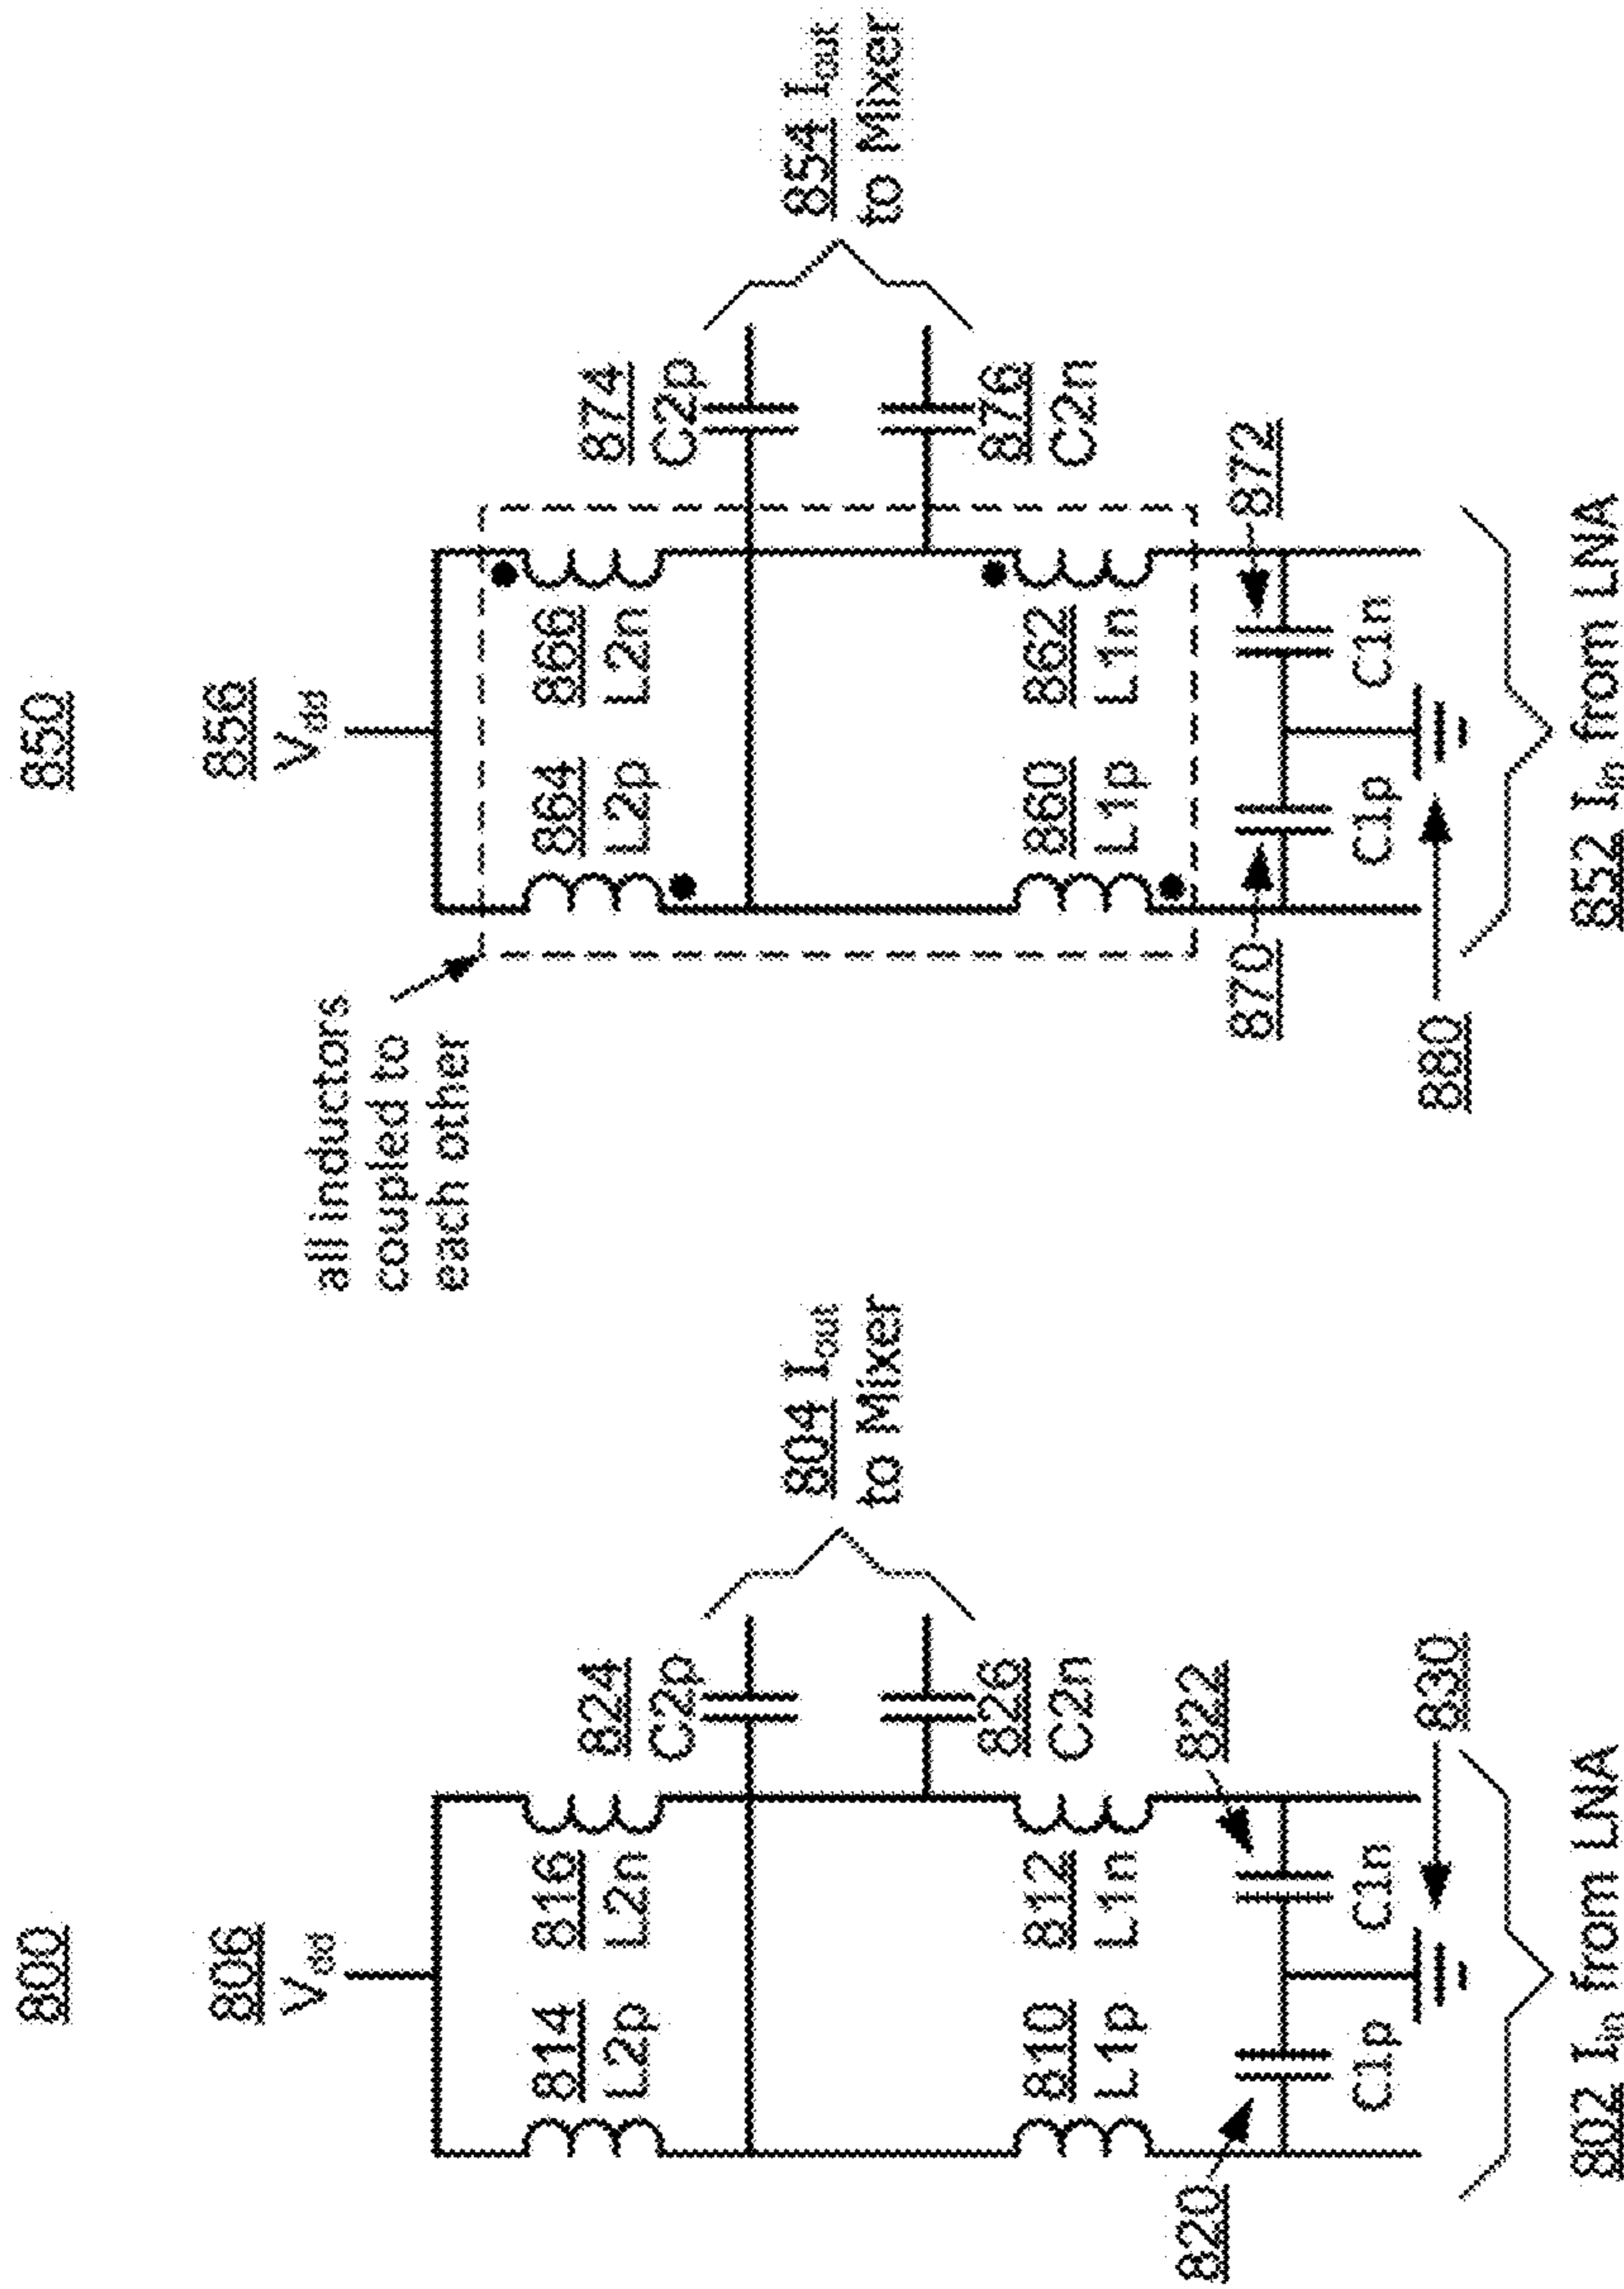 800
806
Vdd
814
L2p
816
L2n
824
C2p
804 Iout
to Mixer
826
C2n
810
L1p
812
L1n
820
822
C1p
C1n
830
802 Iin from LNA
850
856
Vdd
all inductors
coupled to
each other
864
L2p
866
L2n
874
C2p
854 Iout
to Mixer
876
C2n
860
L1p
862
L1n
870
872
C1p
C1n
880
852 Iin from LNA